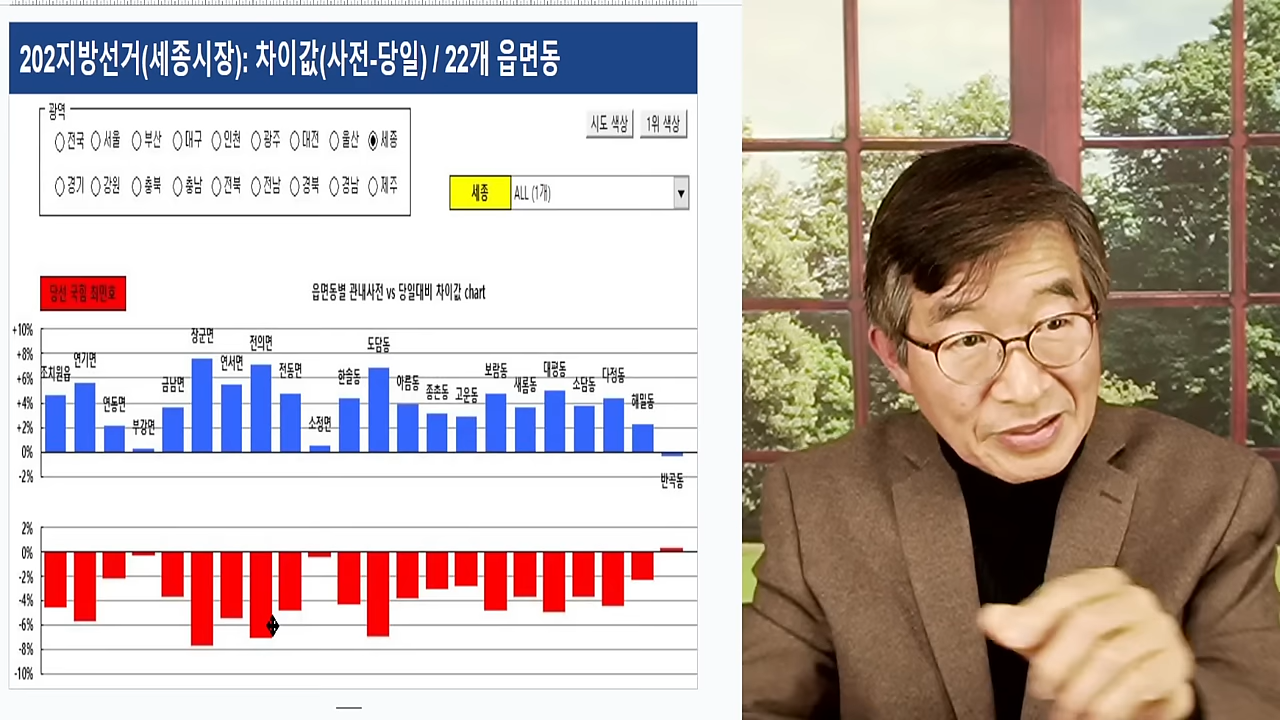 202지방선거(세종시장): 차이값(사전-당일) / 22개 읍면동
광역
전국 서울 부산 대구 인천 광주 대전 울산 세종
경기 강원 충북 충남 전북 전남 경북 경남 제주
시도 색상 1위 색상
세종 ALL (1개)
당선 국힘 최민호
읍면동별 관내사전 vs 당일대비 차이값 chart
+10%
+8%
+6%
+4%
+2%
0%
-2%
조치원읍 연기면 연동면 부강면 금남면 장군면 연서면 전의면 전동면 소정면 한솔동 도담동 아름동 종촌동 고운동 보람동 새롬동 대평동 소담동 다정동 해밀동 반곡동
2%
0%
-2%
-4%
-6%
-8%
-10%